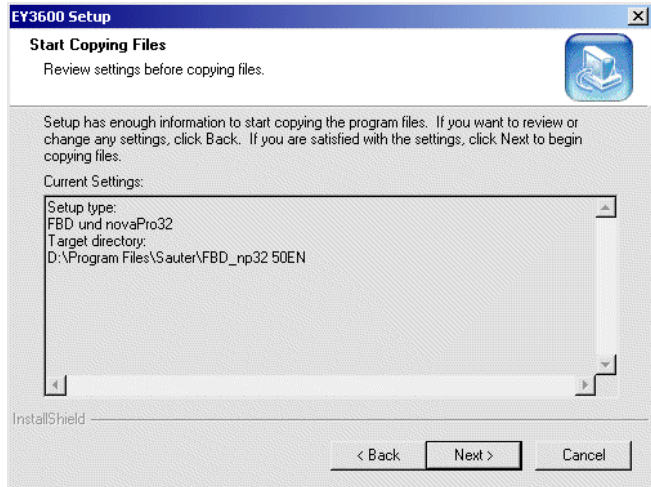 EY3600 Setup
Start Copying Files
Review settings before copying files.
Setup has enough information to start copying the program files. If you want to review or
change any settings, click Back. If you are satisfied with the settings, click Next to begin
copying files.
Current Settings:
Setup type:
FBD und novaPro32
Target directory:
D:\Program Files\Sauter\FBD_np32 50EN
InstallShield
< Back Next > Cancel